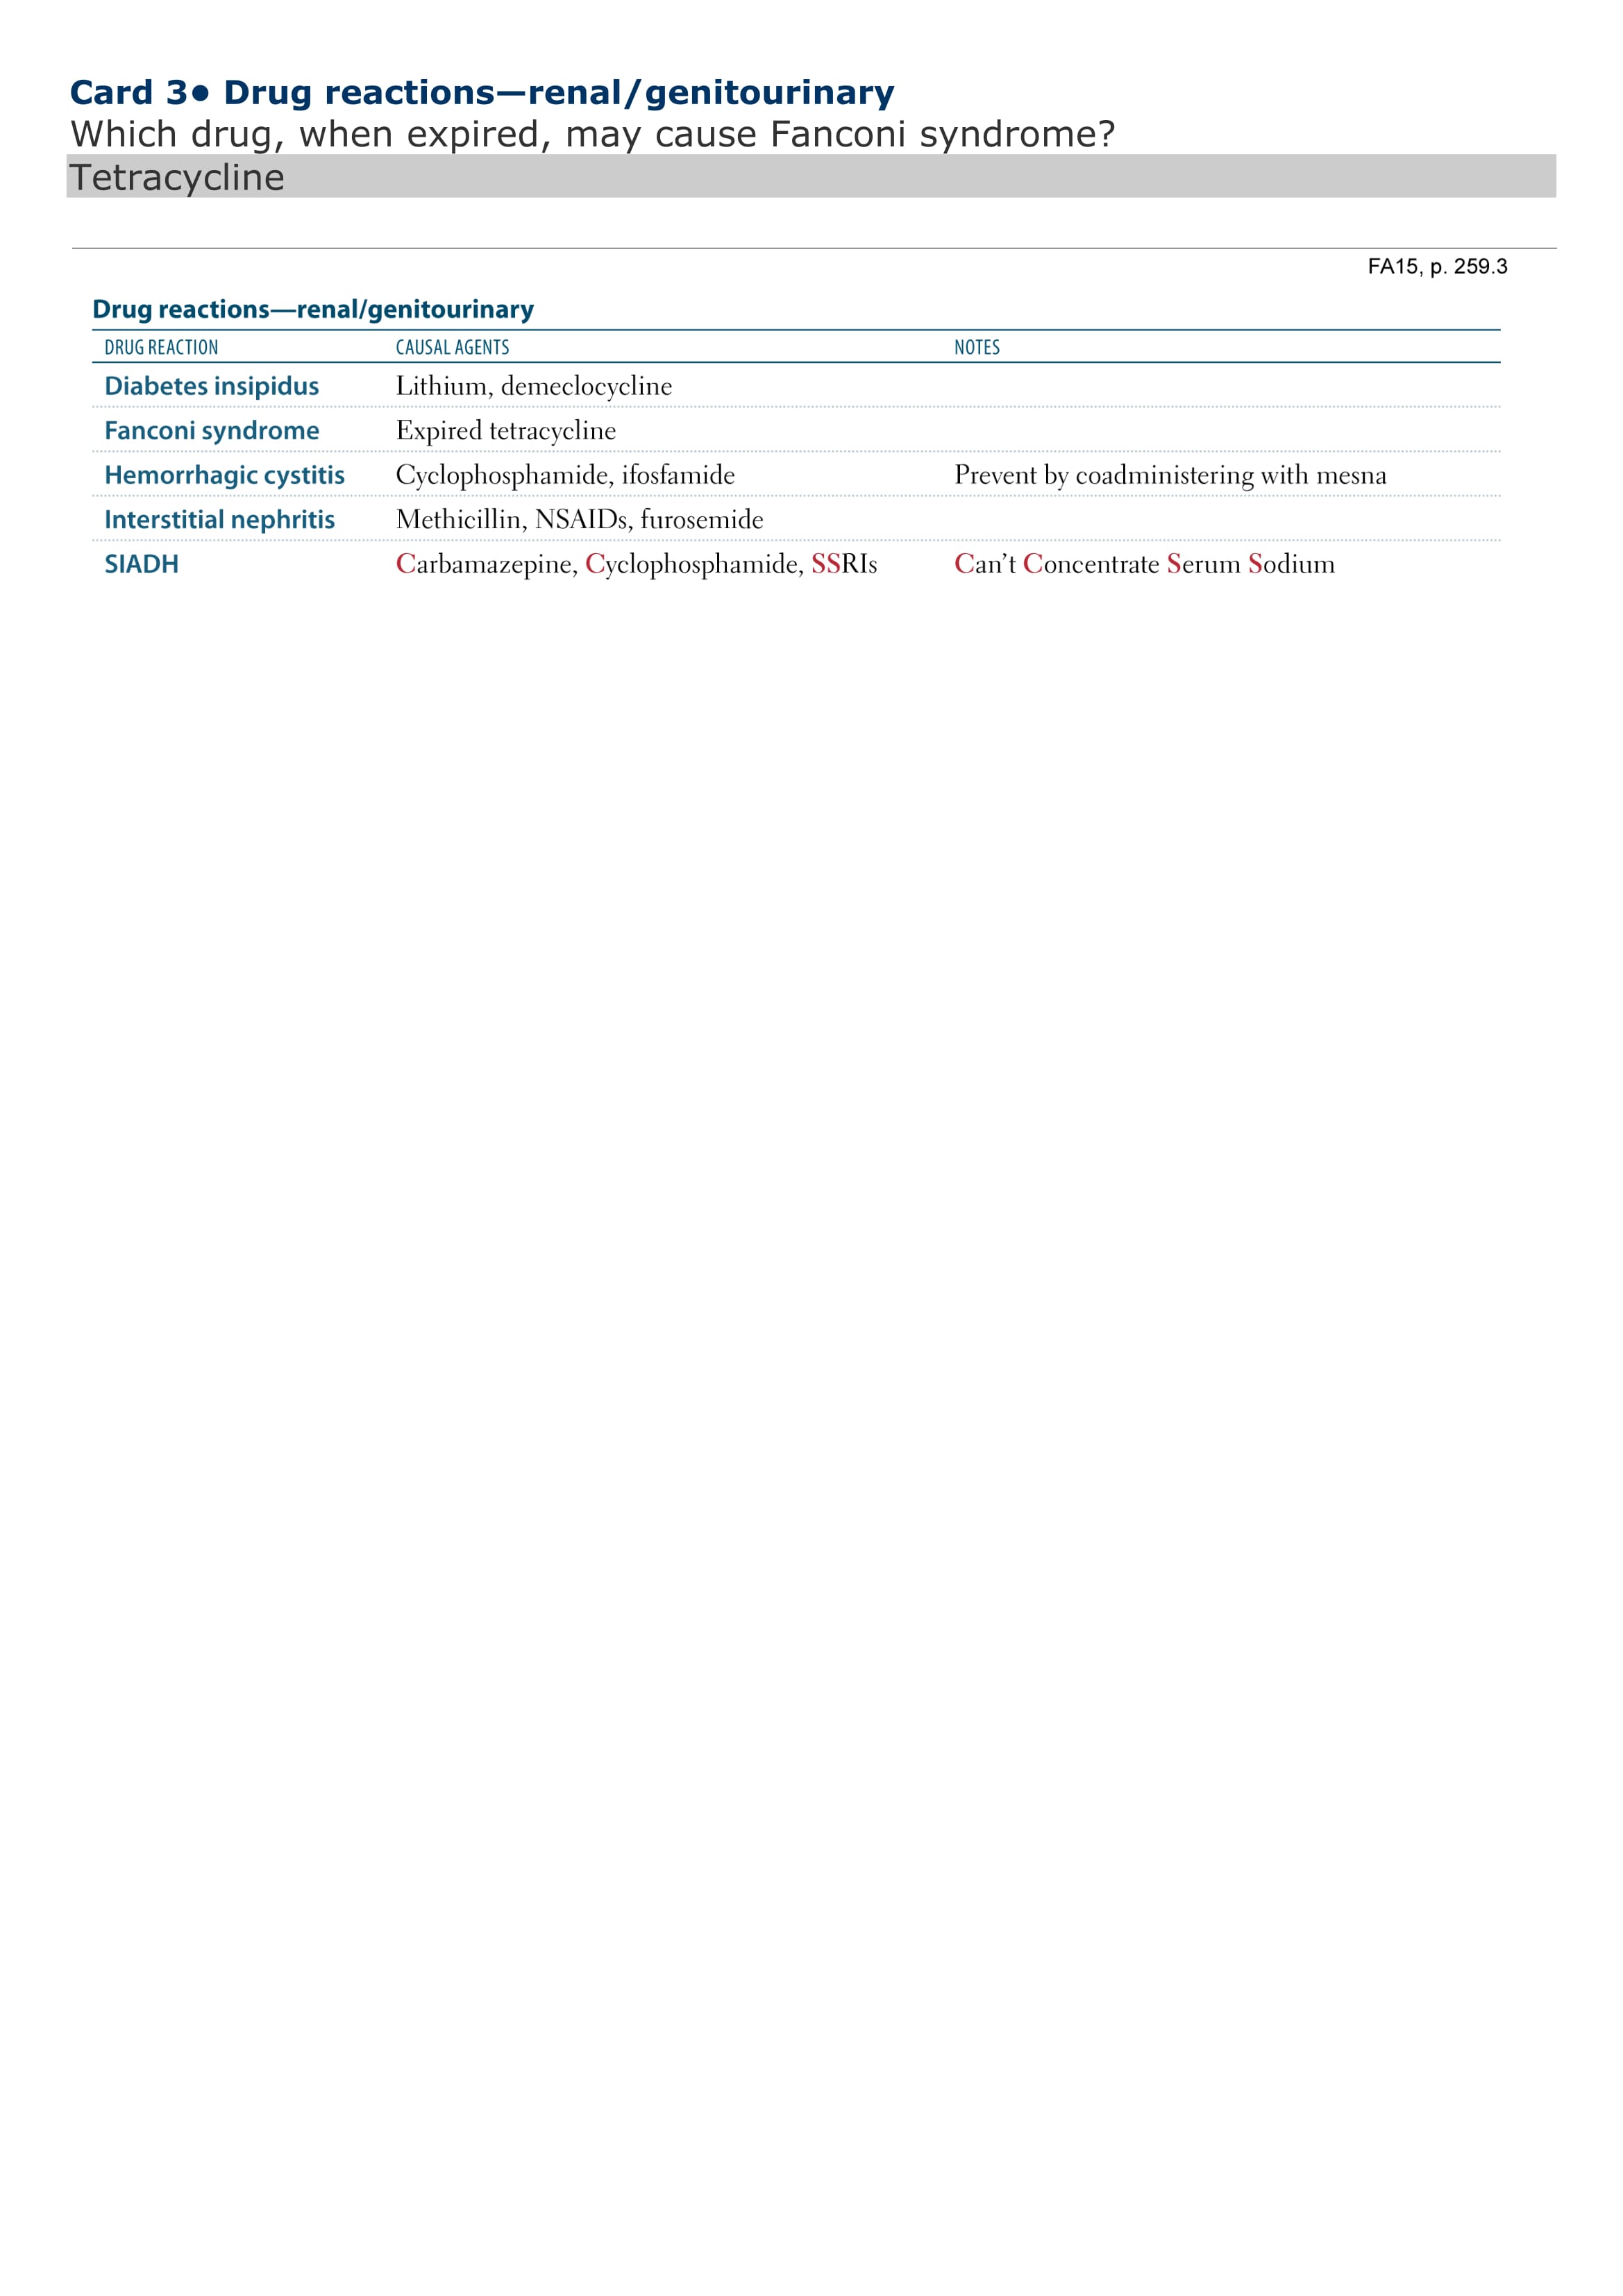 Card 3● Drug reactions—renal/genitourinary
Which drug, when expired, may cause Fanconi syndrome?
Tetracycline
FA15, p. 259.3
Drug reactions—renal/genitourinary
DRUG REACTION CAUSAL AGENTS NOTES
Diabetes insipidus Lithium, demeclocycline
Fanconi syndrome Expired tetracycline
Hemorrhagic cystitis Cyclophosphamide, ifosfamide Prevent by coadministering with mesna
Interstitial nephritis Methicillin, NSAIDs, furosemide
SIADH Carbamazepine, Cyclophosphamide, SSRIs Can’t Concentrate Serum Sodium